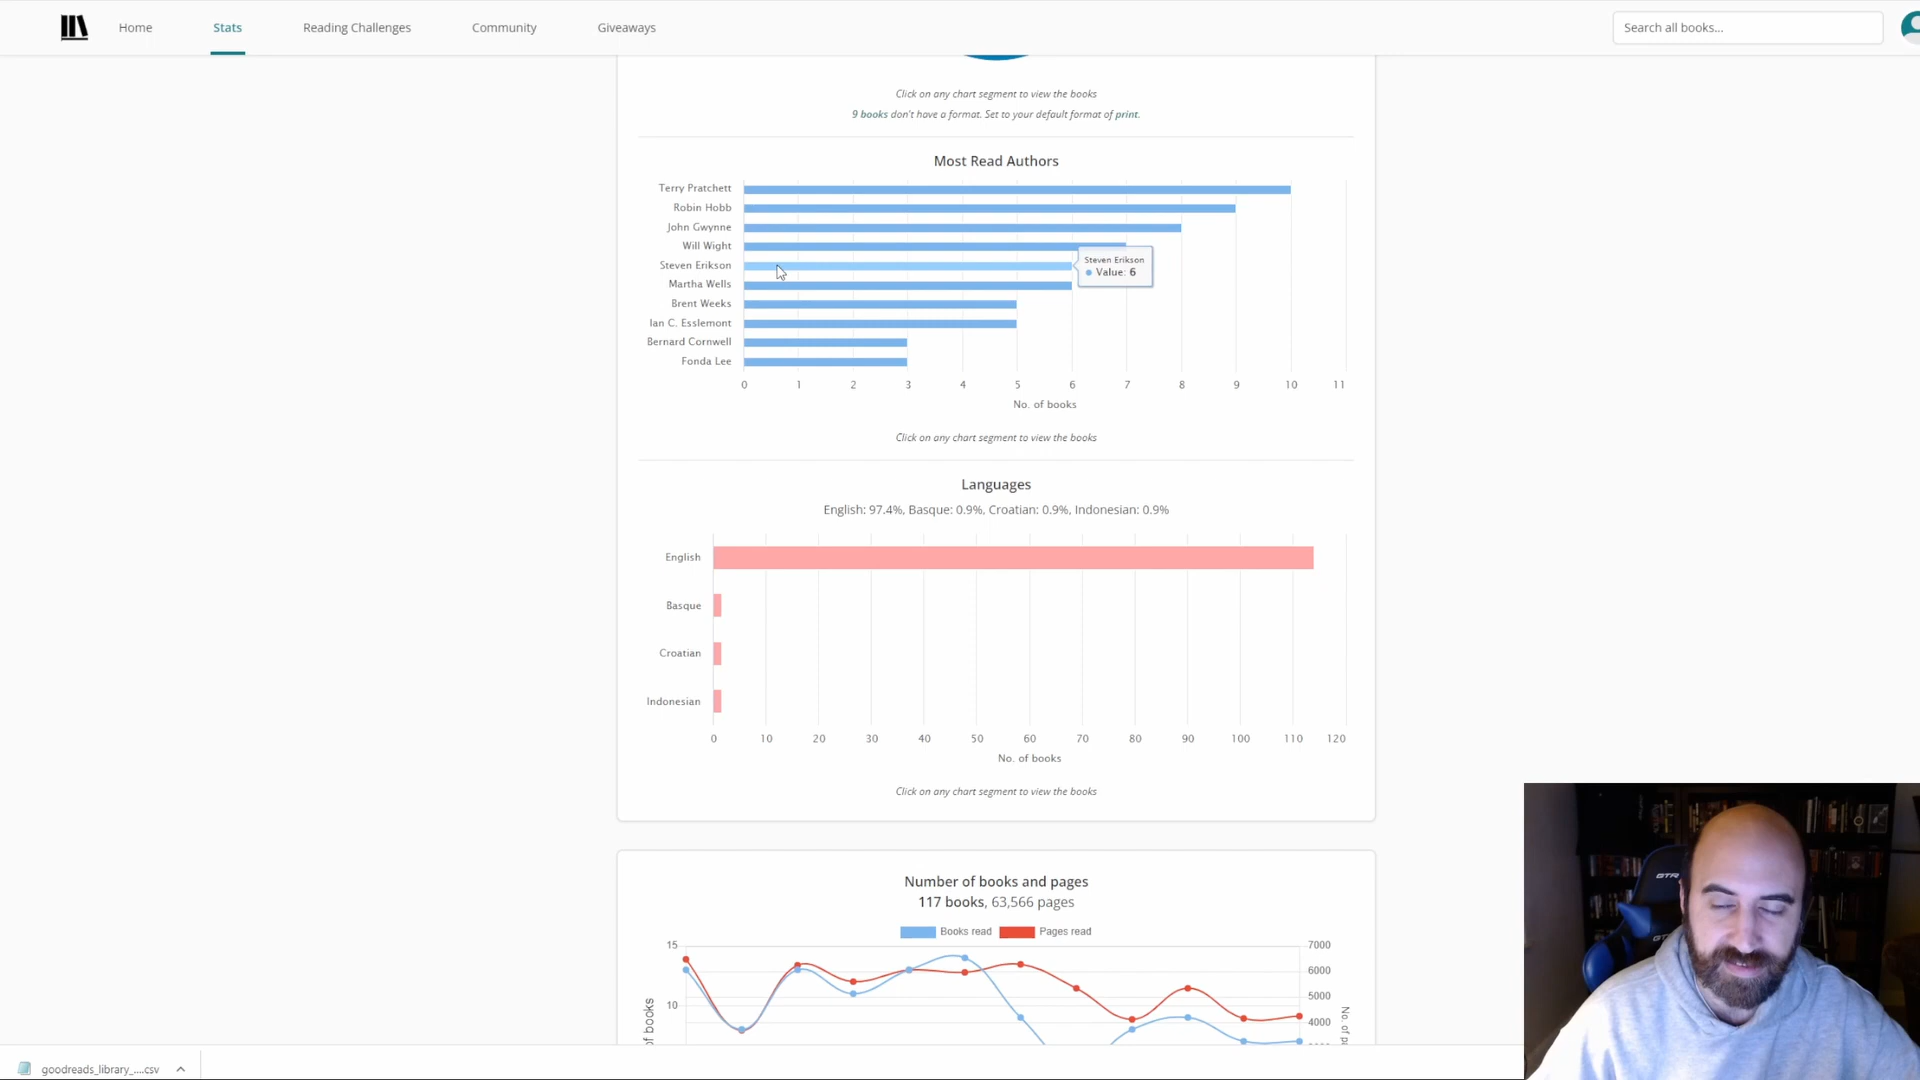 Home
Stats
Reading Challenges
Community
Giveaways
Search all books...
Click on any chart segment to view the books
9 books don't have a format. Set to your default format of print.
Most Read Authors
Terry Pratchett
Robin Hobb
John Gwynne
Will Wight
Steven Erikson
Martha Wells
Brent Weeks
Ian C. Esslemont
Bernard Cornwell
Fonda Lee
Steven Erikson
Value: 6
0 1 2 3 4 5 6 7 8 9 10 11
No. of books
Click on any chart segment to view the books
Languages
English: 97.4%, Basque: 0.9%, Croatian: 0.9%, Indonesian: 0.9%
English
Basque
Croatian
Indonesian
0 10 20 30 40 50 60 70 80 90 100 110 120
No. of books
Click on any chart segment to view the books
Number of books and pages
117 books, 63,566 pages
Books read
Pages read
15
10
of books
7000
6000
5000
4000
No. of
GTR
goodreads_library_....csv